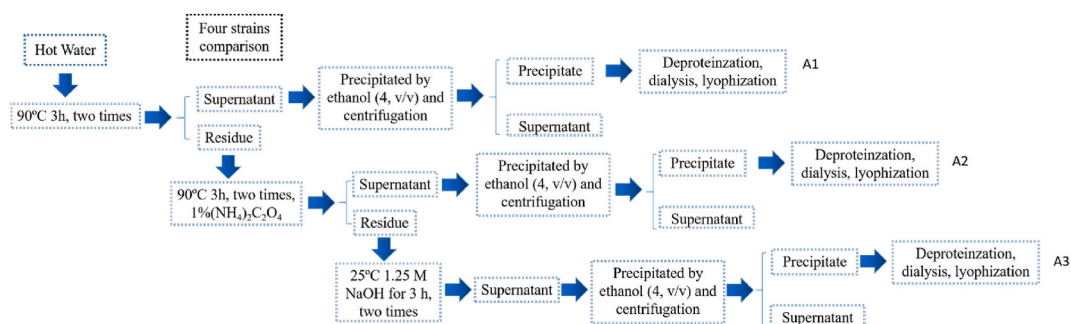 Hot Water
Four strains
comparison
90ºC 3h, two times
Supernatant
Residue
Precipitated by
ethanol (4, v/v) and
centrifugation
Precipitate
Supernatant
Deproteinzation,
dialysis, lyophization
A1
90ºC 3h, two times,
1%(NH₄)₂C₂O₄
Supernatant
Residue
Precipitated by
ethanol (4, v/v) and
centrifugation
Precipitate
Supernatant
Deproteinzation,
dialysis, lyophization
A2
25ºC 1.25 M
NaOH for 3 h,
two times
Supernatant
Precipitated by
ethanol (4, v/v) and
centrifugation
Precipitate
Supernatant
Deproteinzation,
dialysis, lyophization
A3